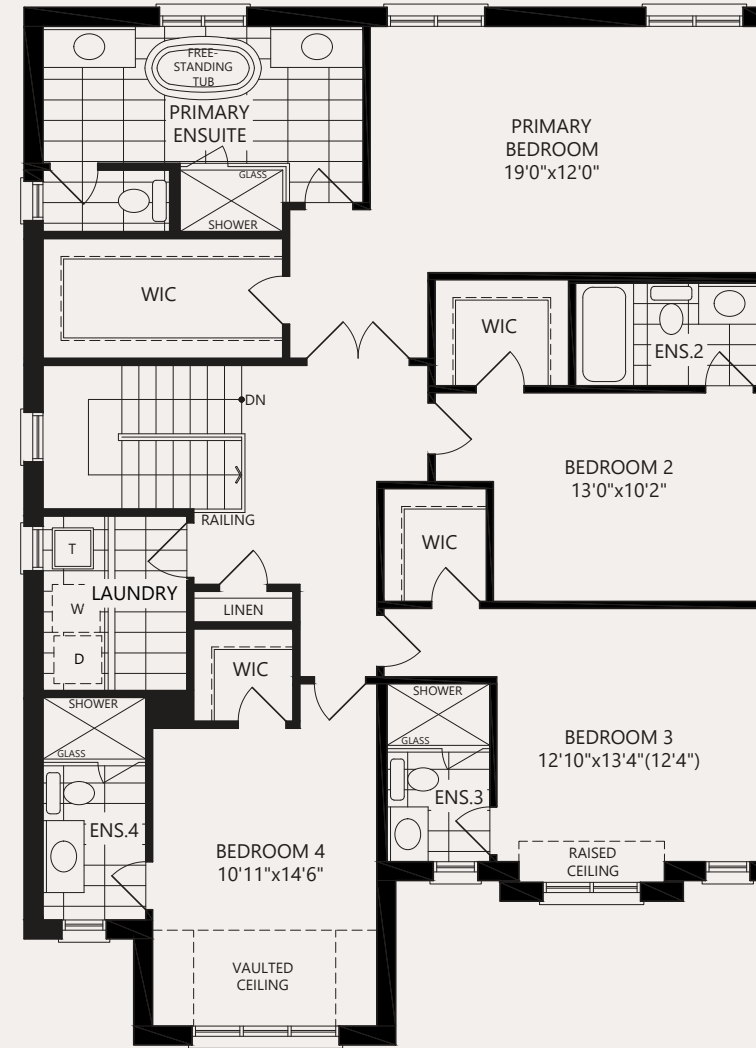 FREE-
STANDING
TUB
PRIMARY
ENSUITE
PRIMARY
BEDROOM
19'0"x12'0"
GLASS
SHOWER
WIC
WIC
ENS.2
DN
BEDROOM 2
13'0"x10'2"
RAILING
WIC
T
LAUNDRY
W
LINEN
D
WIC
SHOWER
GLASS
SHOWER
GLASS
BEDROOM 3
12'10"x13'4"(12'4")
ENS.3
ENS.4
BEDROOM 4
10'11"x14'6"
RAISED
CEILING
VAULTED
CEILING